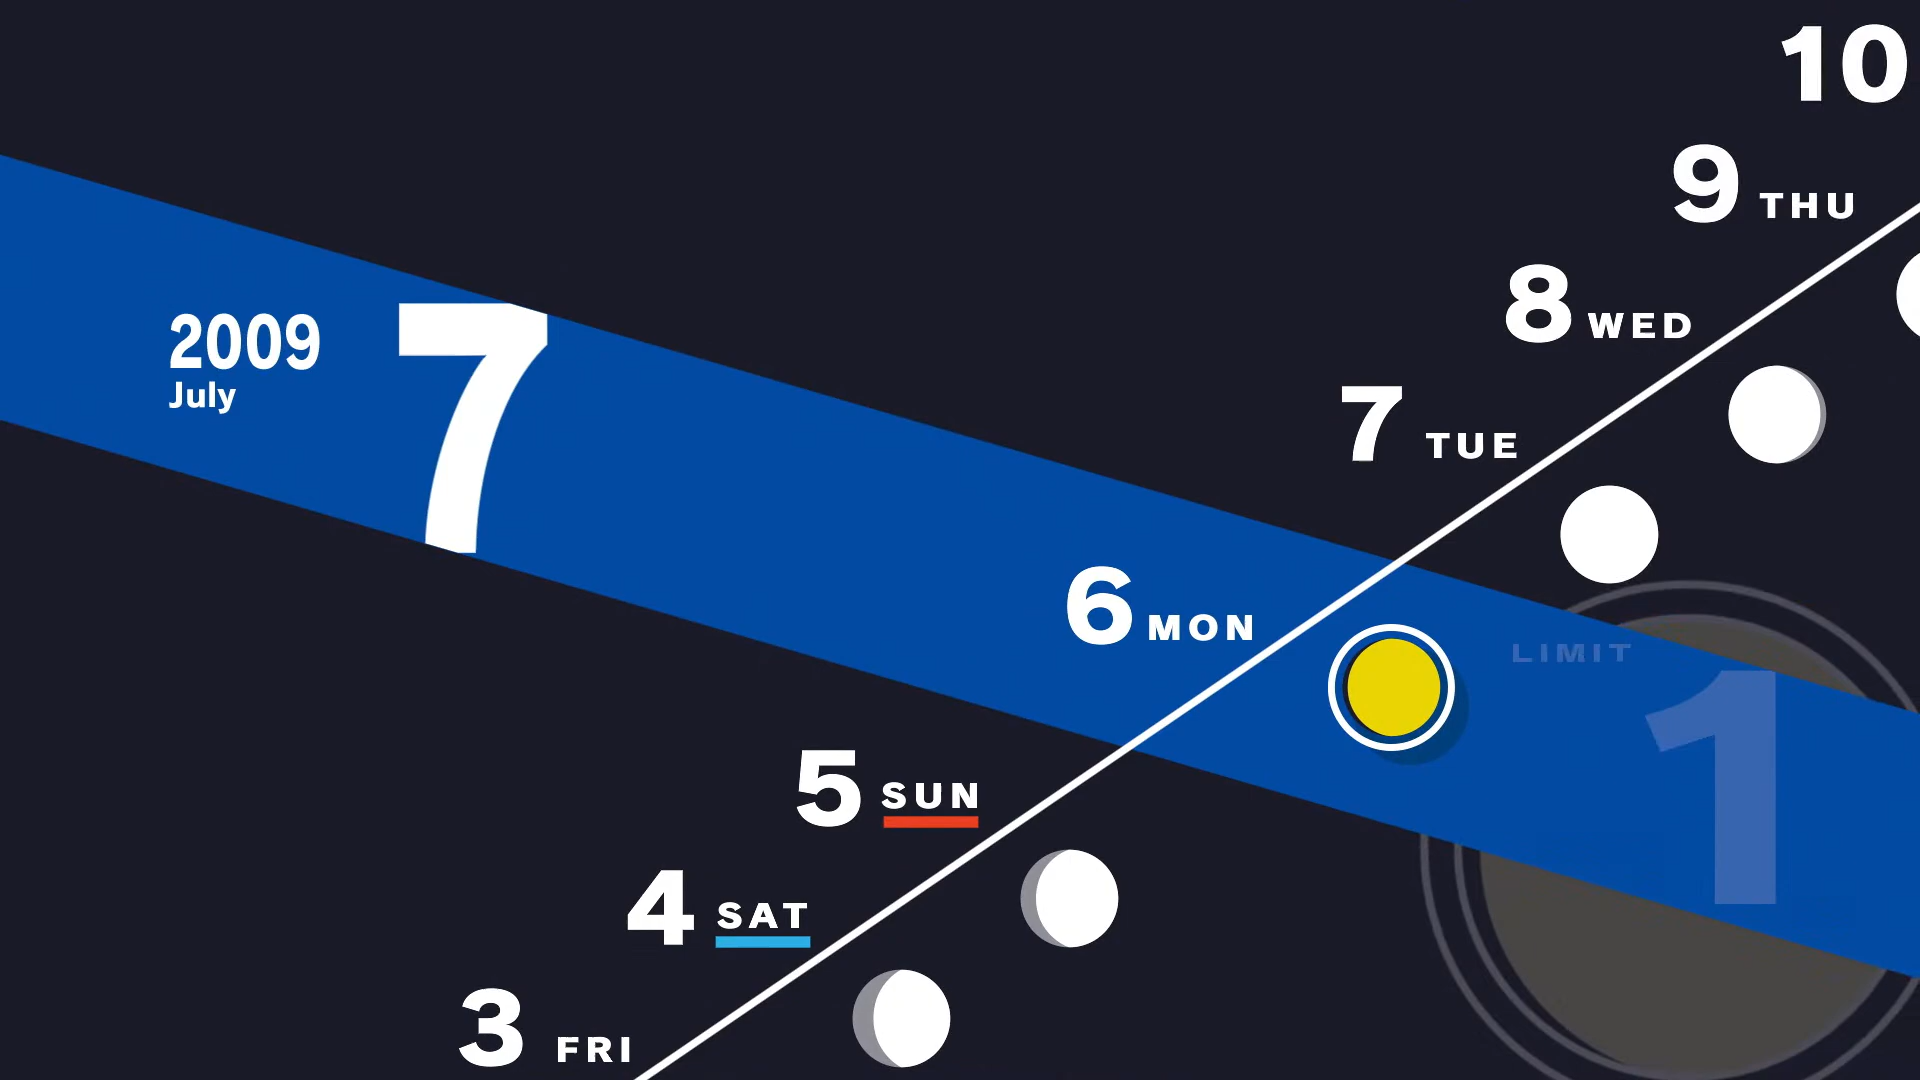 10
9 THU
8 WED
7 TUE
2009
July
7
6 MON
LIMIT
1
5 SUN
4 SAT
3 FRI